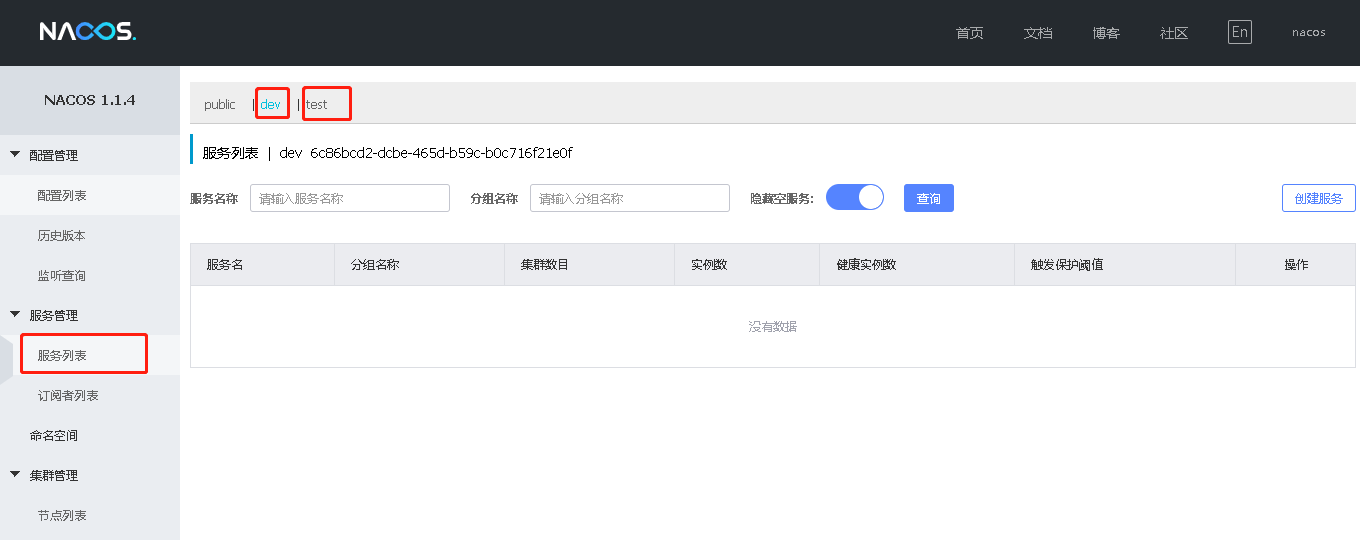 NACOS.
首页 文档 博客 社区 En nacos
NACOS 1.1.4
配置管理
配置列表
历史版本
监听查询
服务管理
服务列表
订阅者列表
命名空间
集群管理
节点列表
public | dev | test
服务列表 | dev 6c86bcd2-dcbe-465d-b59c-b0c716f21e0f
服务名称 请输入服务名称 分组名称 请输入分组名称 隐藏空服务: 查询 创建服务
服务名 分组名称 集群数目 实例数 健康实例数 触发保护阈值 操作
没有数据